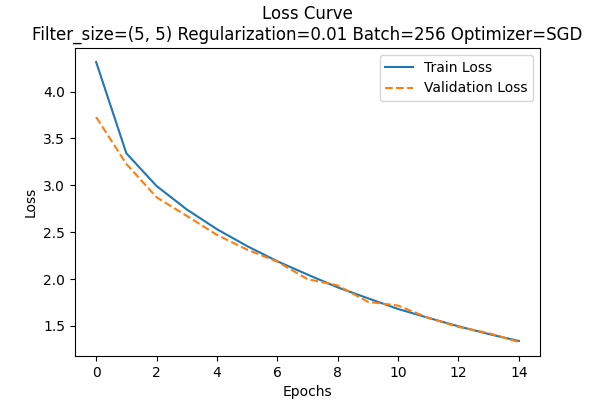 Loss Curve
Filter_size=(5, 5) Regularization=0.01 Batch=256 Optimizer=SGD
Train Loss
Validation Loss
4.0
3.5
3.0
2.5
2.0
1.5
Loss
0 2 4 6 8 10 12 14
Epochs